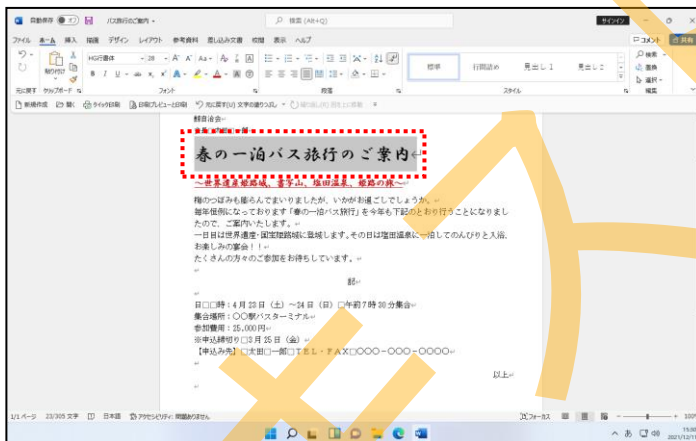 自動保存 オフ バス旅行のご案内 検索 (Alt+Q) サインイン
ファイル ホーム 挿入 描画 デザイン レイアウト 参考資料 差し込み文書 校閲 表示 ヘルプ コメント 共有
HG行書体 28
貼り付け 標準 行間詰め 見出し 1 見出し 2 検索 置換 選択
元に戻す クリップボード フォント 段落 スタイル 編集
新規作成 開く クイック印刷 印刷プレビューと印刷 元に戻す(U)
春の一泊バス旅行のご案内
~世界遺産姫路城、書写山、塩田温泉、姫路の旅~
梅のつぼみも膨らんでまいりましたが、いかがお過ごしでしょうか。
毎年恒例になっております「春の一泊バス旅行」を今年も下記のとおり行うことになりまし
たので、ご案内いたします。
一日目は世界遺産・国宝姫路城に登城します。その日は塩田温泉に一泊してのんびりと入浴、
お楽しみの宴会!!
たくさんの方々のご参加をお待ちしています。
記
日□□時:4月23日(土)~24日(日)□午前7時30分集合
集合場所:〇〇駅バスターミナル
参加費用:25,000円
※申込締切り□3月25日(金)
【申込み先】□太田□一郎□TEL・FAX□〇〇〇-〇〇〇-〇〇〇〇
以上
1/1 ページ 23/305 文字 日本語 アクセシビリティ: 問題ありません フォーカス 100%
あ